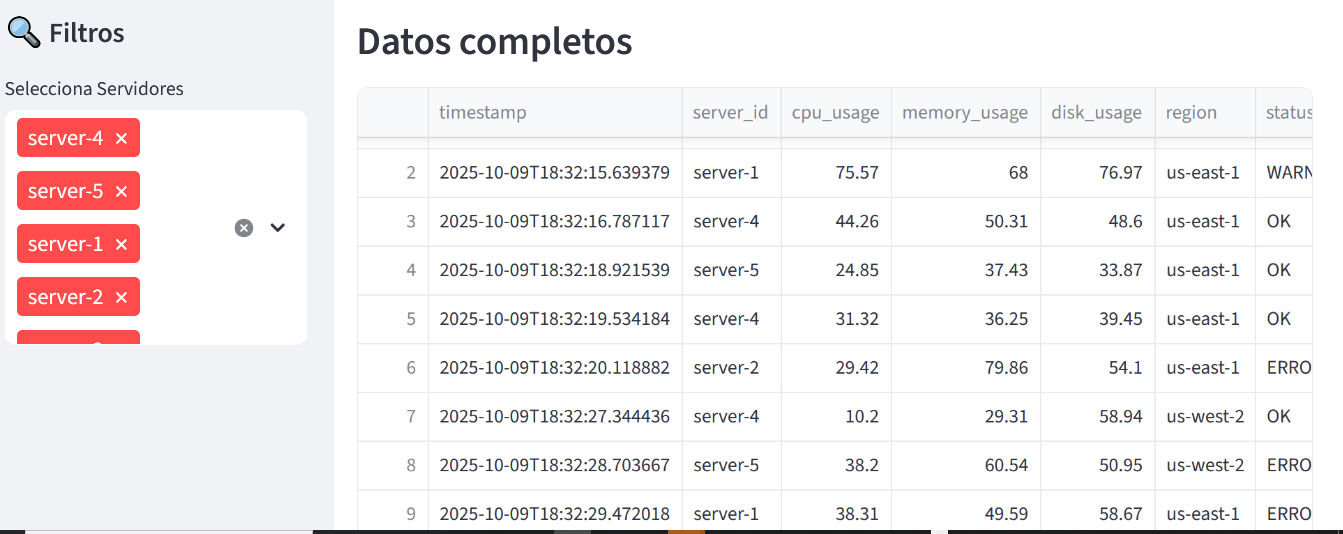 Filtros
Selecciona Servidores
server-4 ×
server-5 ×
server-1 ×
server-2 ×
Datos completos
timestamp server_id cpu_usage memory_usage disk_usage region status
2 2025-10-09T18:32:15.639379 server-1 75.57 68 76.97 us-east-1 WARN
3 2025-10-09T18:32:16.787117 server-4 44.26 50.31 48.6 us-east-1 OK
4 2025-10-09T18:32:18.921539 server-5 24.85 37.43 33.87 us-east-1 OK
5 2025-10-09T18:32:19.534184 server-4 31.32 36.25 39.45 us-east-1 OK
6 2025-10-09T18:32:20.118882 server-2 29.42 79.86 54.1 us-east-1 ERRO
7 2025-10-09T18:32:27.344436 server-4 10.2 29.31 58.94 us-west-2 OK
8 2025-10-09T18:32:28.703667 server-5 38.2 60.54 50.95 us-west-2 ERRO
9 2025-10-09T18:32:29.472018 server-1 38.31 49.59 58.67 us-east-1 ERRO